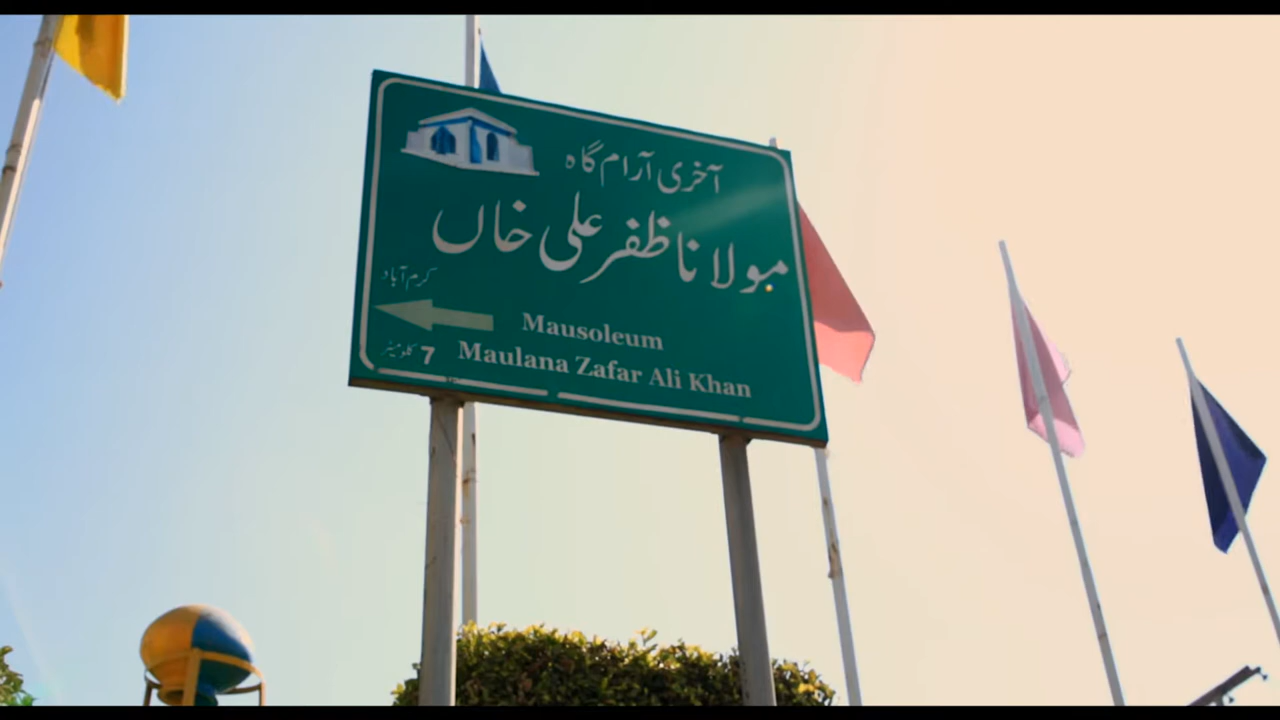 آخری آرام گاہ
مولانا ظفر علی خاں
کرم آباد
Mausoleum
7 کلومیٹر
Maulana Zafar Ali Khan